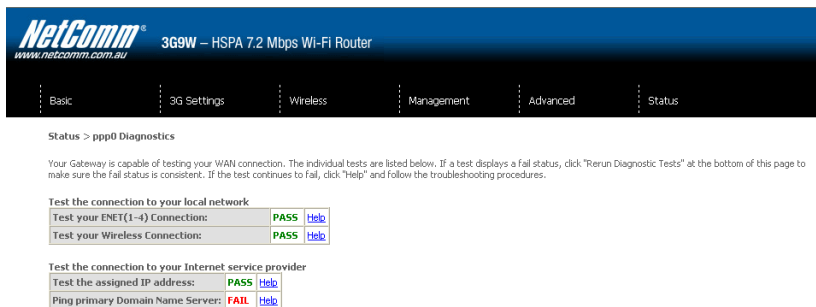 NetComm®
www.netcomm.com.au
3G9W – HSPA 7.2 Mbps Wi-Fi Router
Basic 3G Settings Wireless Management Advanced Status
Status > ppp0 Diagnostics
Your Gateway is capable of testing your WAN connection. The individual tests are listed below. If a test displays a fail status, click "Rerun Diagnostic Tests" at the bottom of this page to
make sure the fail status is consistent. If the test continues to fail, click "Help" and follow the troubleshooting procedures.
Test the connection to your local network
Test your ENET(1-4) Connection: PASS Help
Test your Wireless Connection: PASS Help
Test the connection to your Internet service provider
Test the assigned IP address: PASS Help
Ping primary Domain Name Server: FAIL Help